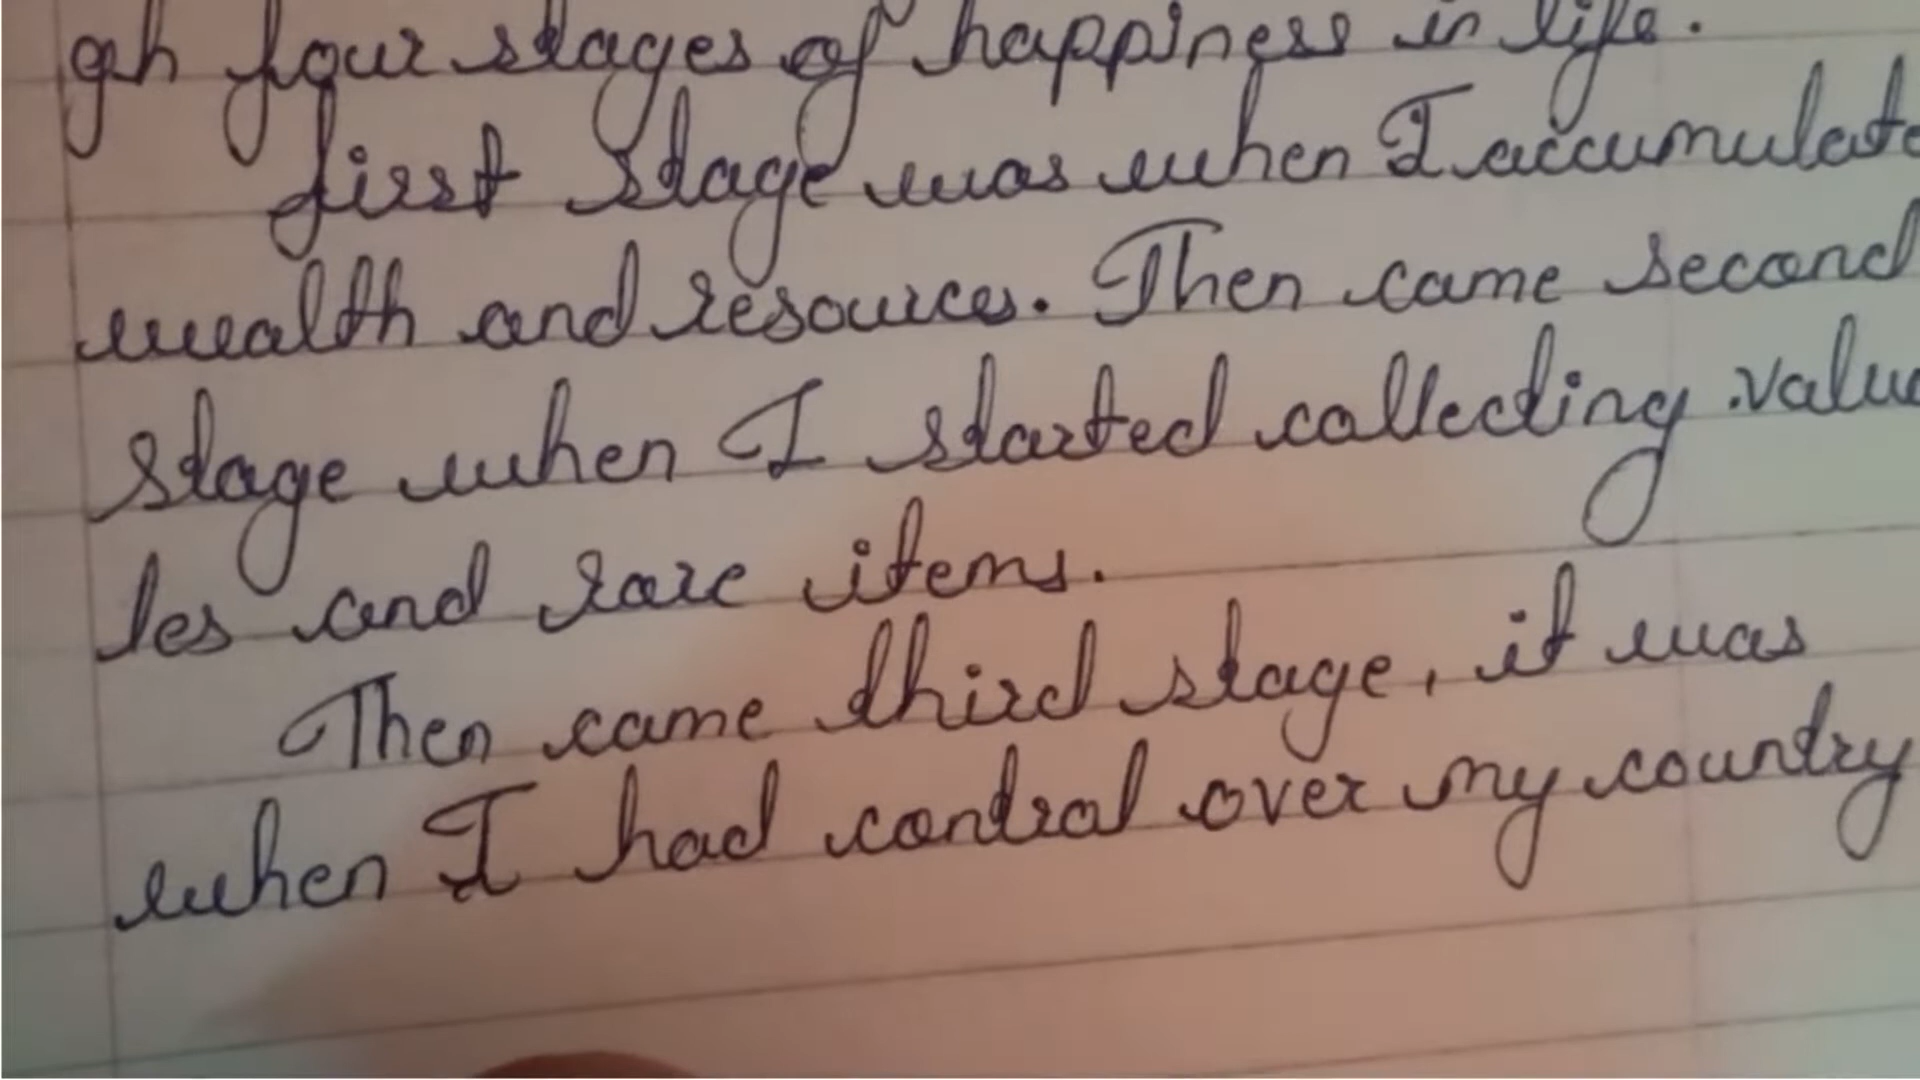 gh four stages of happiness in life.
first stage was when I accumulate
wealth and resources. Then came second
stage when I started collecting value
les and rare items.
Then came third stage, it was
when I had control over my country